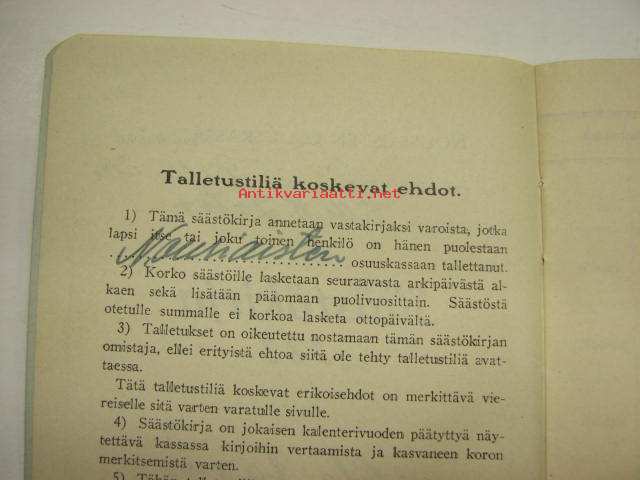 Talletustiliä koskevat ehdot.
Antikvariaatti.net
1) Tämä säästökirja annetaan vastakirjaksi varoista, jotka
lapsi itse tai joku toinen henkilö on hänen puolestaan
Nousiaisten osuuskassaan tallettanut.
2) Korko säästöille lasketaan seuraavasta arkipäivästä al-
kaen sekä lisätään pääomaan puolivuosittain. Säästöstä
otetulle summalle ei korkoa lasketa ottopäivältä.
3) Talletukset on oikeutettu nostamaan tämän säästökirjan
omistaja, ellei erityistä ehtoa siitä ole tehty talletustiliä avat-
taessa.
Tätä talletustiliä koskevat erikoisehdot on merkittävä vie-
reiselle sitä varten varatulle sivulle.
4) Säästökirja on jokaisen kalenterivuoden päätyttyä näy-
tettävä kassassa kirjoihin vertaamista ja kasvaneen koron
merkitsemistä varten.
5) Tähän